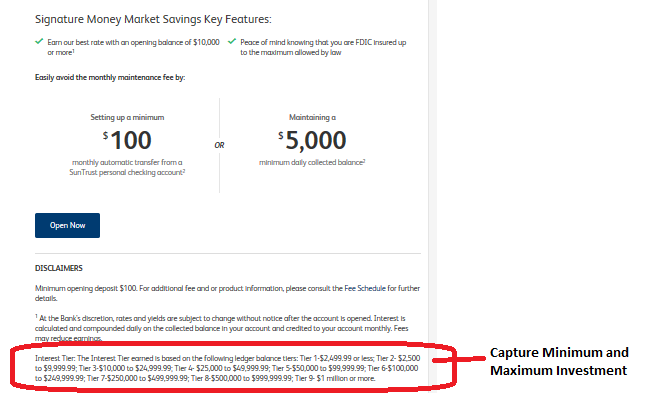 Signature Money Market Savings Key Features:
✓ Earn our best rate with an opening balance of $10,000 or more¹
✓ Peace of mind knowing that you are FDIC insured up to the maximum allowed by law
Easily avoid the monthly maintenance fee by:
Setting up a minimum
$100
monthly automatic transfer from a
SunTrust personal checking account²
OR
Maintaining a
$5,000
minimum daily collected balance²
Open Now
DISCLAIMERS
Minimum opening deposit $100. For additional fee and or product information, please consult the Fee Schedule for further
details.
¹ At the Bank's discretion, rates and yields are subject to change without notice after the account is opened. Interest is
calculated and compounded daily on the collected balance in your account and credited to your account monthly. Fees
may reduce earnings.
Interest Tier: The Interest Tier earned is based on the following ledger balance tiers: Tier 1-$2,499.99 or less; Tier 2- $2,500
to $9,999.99; Tier 3-$10,000 to $24,999.99; Tier 4- $25,000 to $49,999.99; Tier 5-$50,000 to $99,999.99; Tier 6-$100,000
to $249,999.99; Tier 7-$250,000 to $499,999.99; Tier 8-$500,000 to $999,999.99; Tier 9- $1 million or more.
Capture Minimum and
Maximum Investment